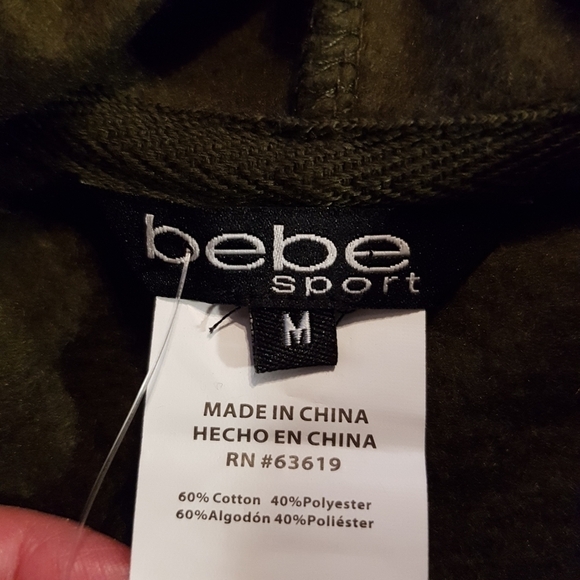 bebe
sport
M
MADE IN CHINA
HECHO EN CHINA
RN #63619
60% Cotton 40%Polyester
60%Algodón 40%Poliéster